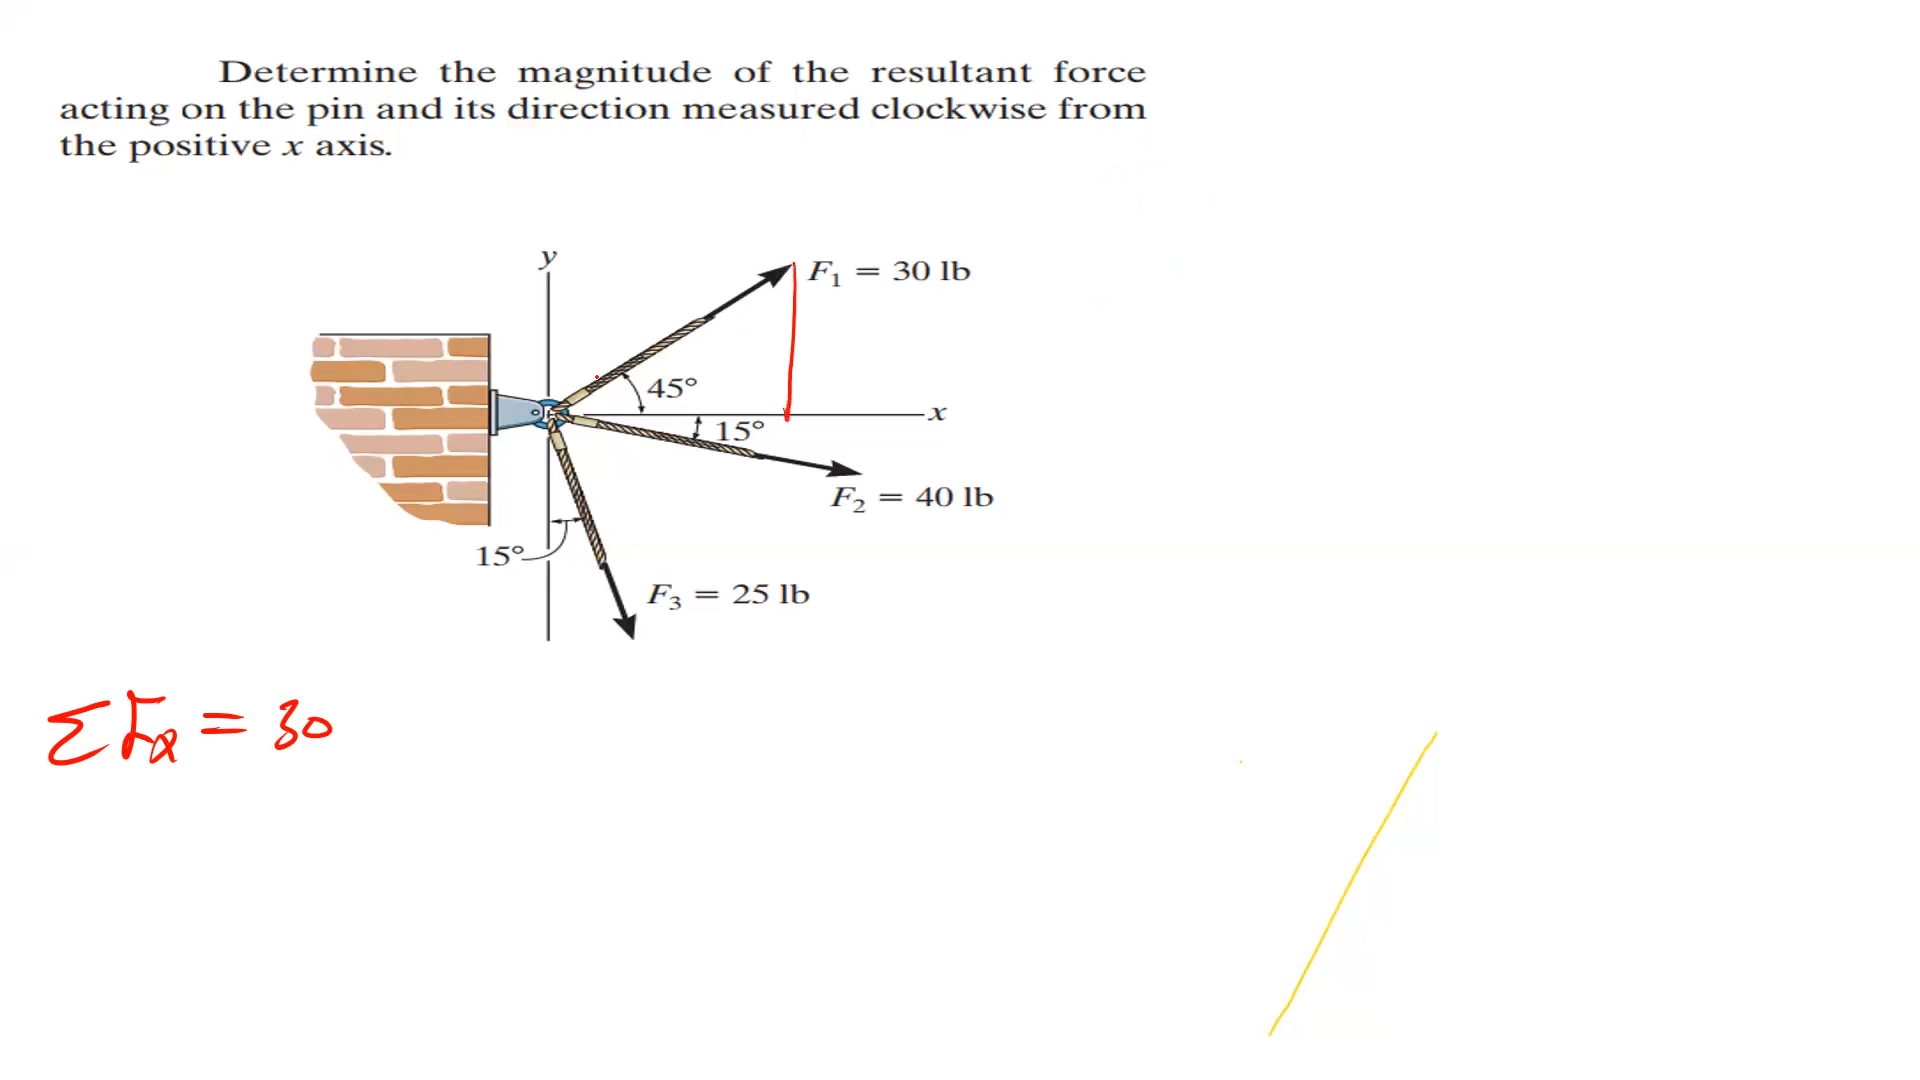 Determine the magnitude of the resultant force
acting on the pin and its direction measured clockwise from
the positive x axis.
y
F₁ = 30 lb
45°
x
15°
F₂ = 40 lb
15°
F₃ = 25 lb
ΣFx = 30